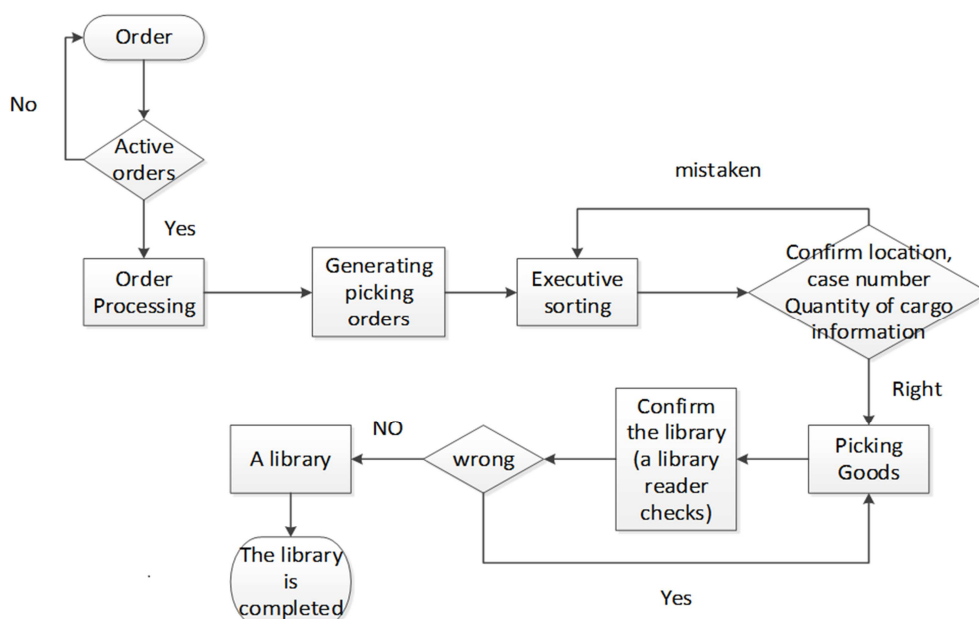 Order
No
Active
orders
Yes
mistaken
Order
Processing
Generating
picking
orders
Executive
sorting
Confirm location,
case number
Quantity of cargo
information
Right
Picking
Goods
Confirm
the library
(a library
reader
checks)
wrong
NO
A library
Yes
The library
is
completed